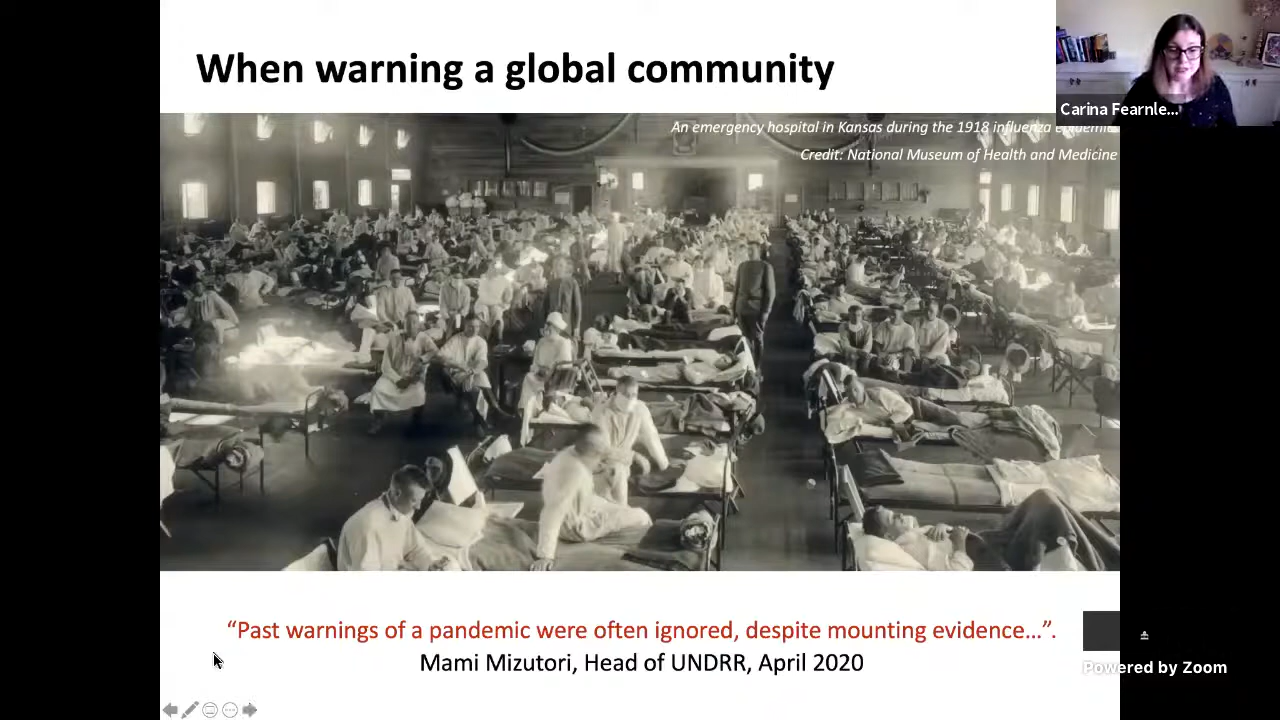 When warning a global community
Carina Fearnle...
An emergency hospital in Kansas during the 1918 influenza epidemic
Credit: National Museum of Health and Medicine
“Past warnings of a pandemic were often ignored, despite mounting evidence...”.
Mami Mizutori, Head of UNDRR, April 2020
Powered by Zoom